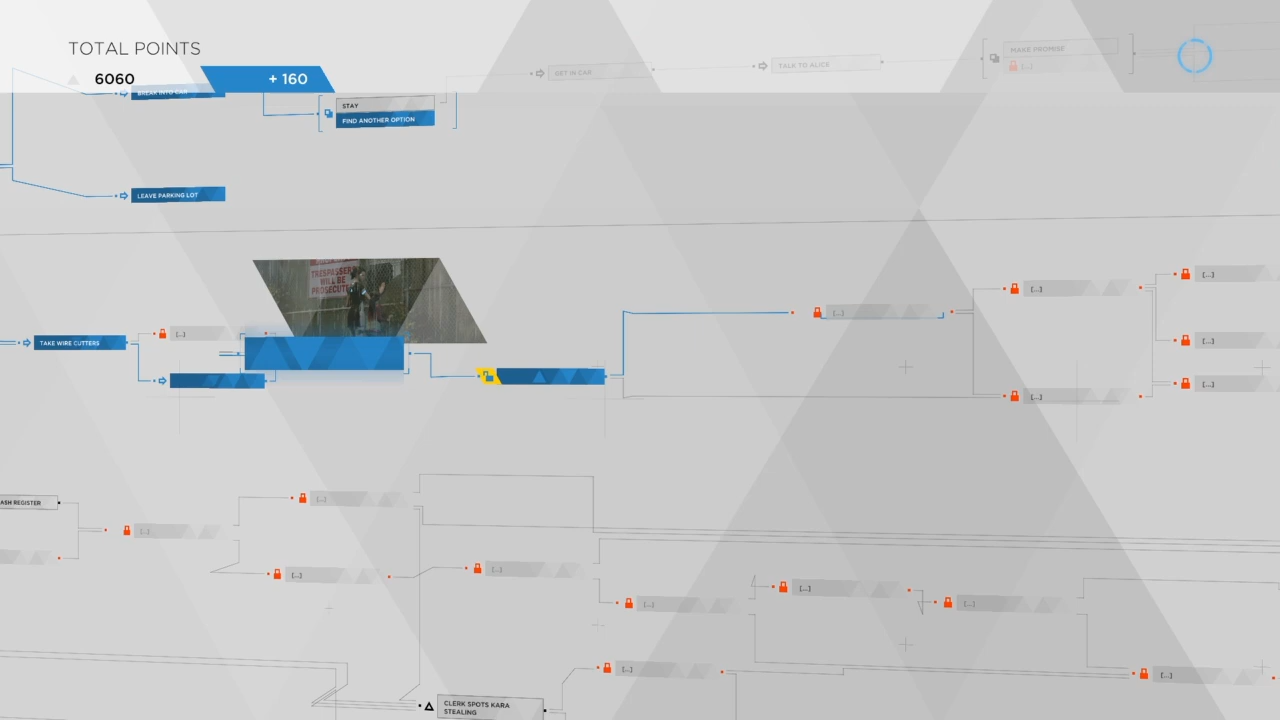 TOTAL POINTS
6060
+ 160
BREAK INTO CAR
STAY
FIND ANOTHER OPTION
GET IN CAR
TALK TO ALICE
MAKE PROMISE
[...]
LEAVE PARKING LOT
TRESPASSERS
WILL BE
PROSECUTED
[...]
[...]
[...]
TAKE WIRE CUTTERS
[...]
[...]
[...]
[...]
[...]
ASH REGISTER
[...]
[...]
[...]
[...]
[...]
[...]
[...]
[...]
[...]
CLERK SPOTS KARA
STEALING